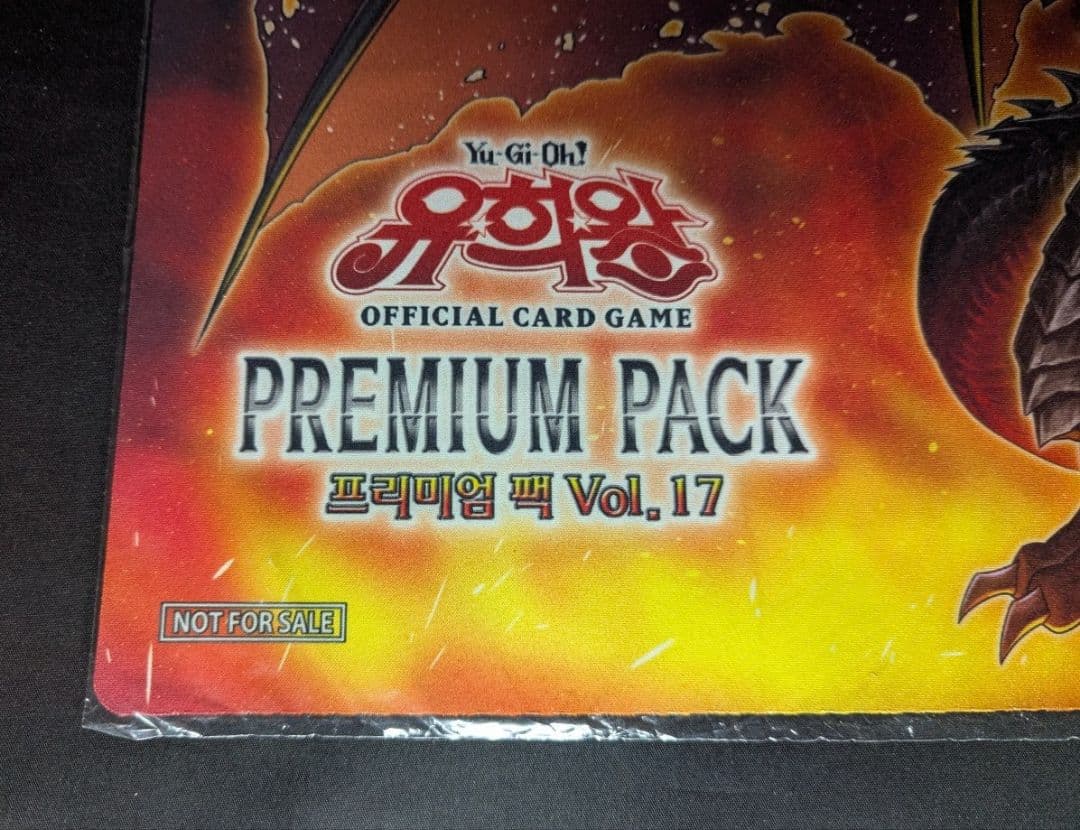 Yu-Gi-Oh!
유희왕
OFFICIAL CARD GAME
PREMIUM PACK
프리미엄 팩 Vol.17
NOT FOR SALE